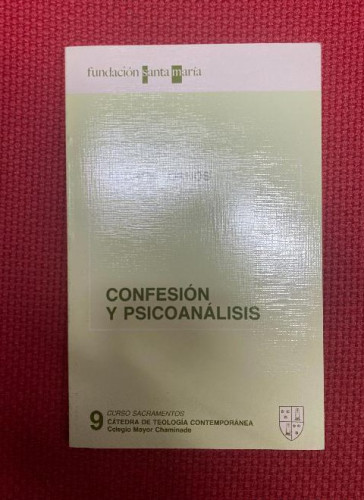 fundación santa maría
CONFESIÓN
Y PSICOANÁLISIS
9 CURSO SACRAMENTOS
CÁTEDRA DE TEOLOGÍA CONTEMPORÁNEA
Colegio Mayor Chaminade